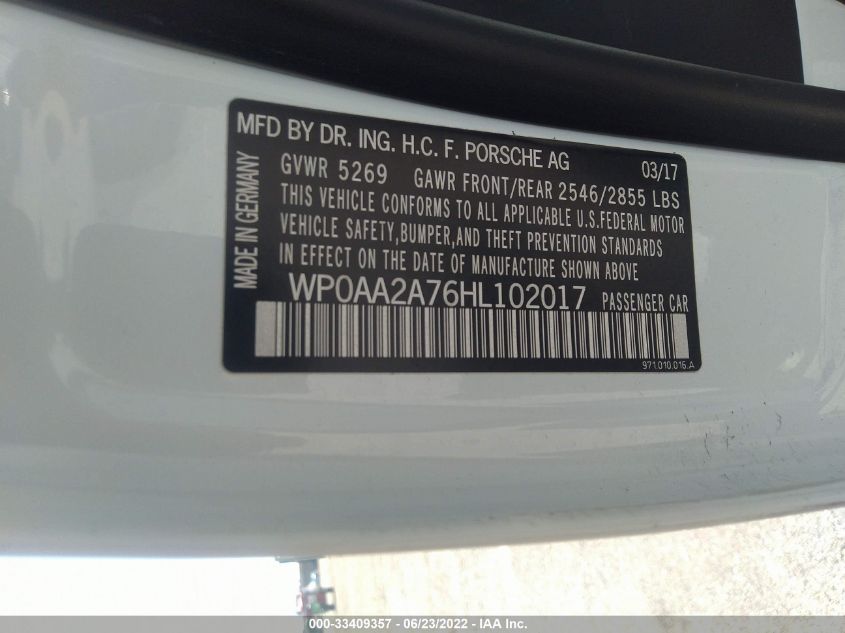 MFD BY DR. ING. H.C. F. PORSCHE AG 03/17
GVWR 5269 GAWR FRONT/REAR 2546/2855 LBS
THIS VEHICLE CONFORMS TO ALL APPLICABLE U.S.FEDERAL MOTOR
VEHICLE SAFETY,BUMPER,AND THEFT PREVENTION STANDARDS
IN EFFECT ON THE DATE OF MANUFACTURE SHOWN ABOVE
WP0AA2A76HL102017 PASSENGER CAR
971.010.016.A
MADE IN GERMANY
000-33409357 - 06/23/2022 - IAA Inc.